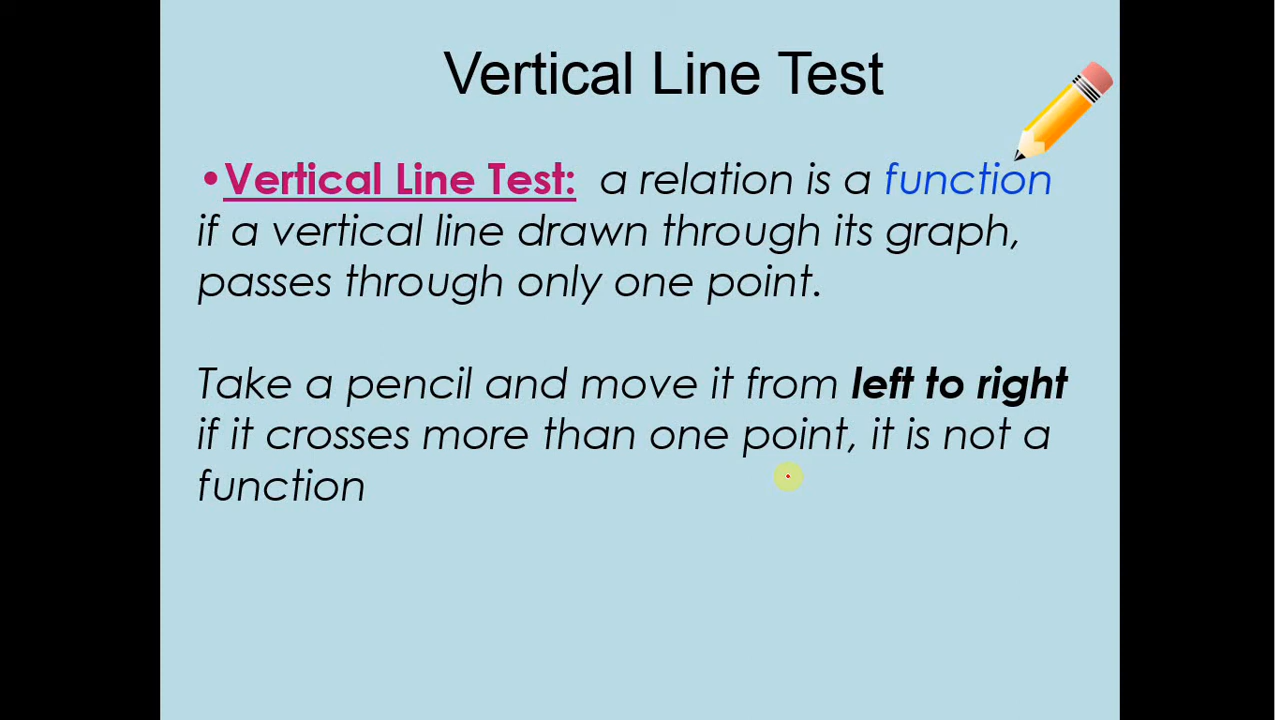 Vertical Line Test
•Vertical Line Test: a relation is a function
if a vertical line drawn through its graph,
passes through only one point.
Take a pencil and move it from left to right
if it crosses more than one point, it is not a
function